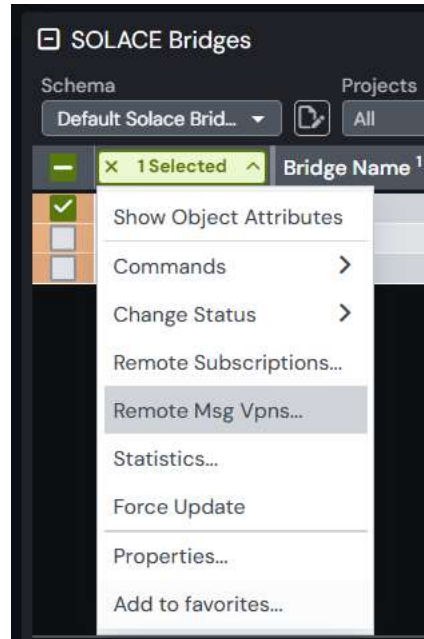 SOLACE Bridges
Schema Projects
Default Solace Brid... All
1 Selected Bridge Name 1
Show Object Attributes
Commands
Change Status
Remote Subscriptions...
Remote Msg Vpns...
Statistics...
Force Update
Properties...
Add to favorites...